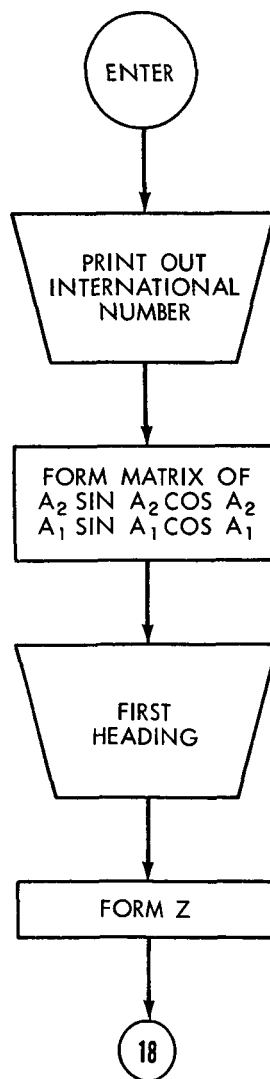 ENTER
PRINT OUT
INTERNATIONAL
NUMBER
FORM MATRIX OF
A₂ SIN A₂ COS A₂
A₁ SIN A₁ COS A₁
FIRST
HEADING
FORM Z
18